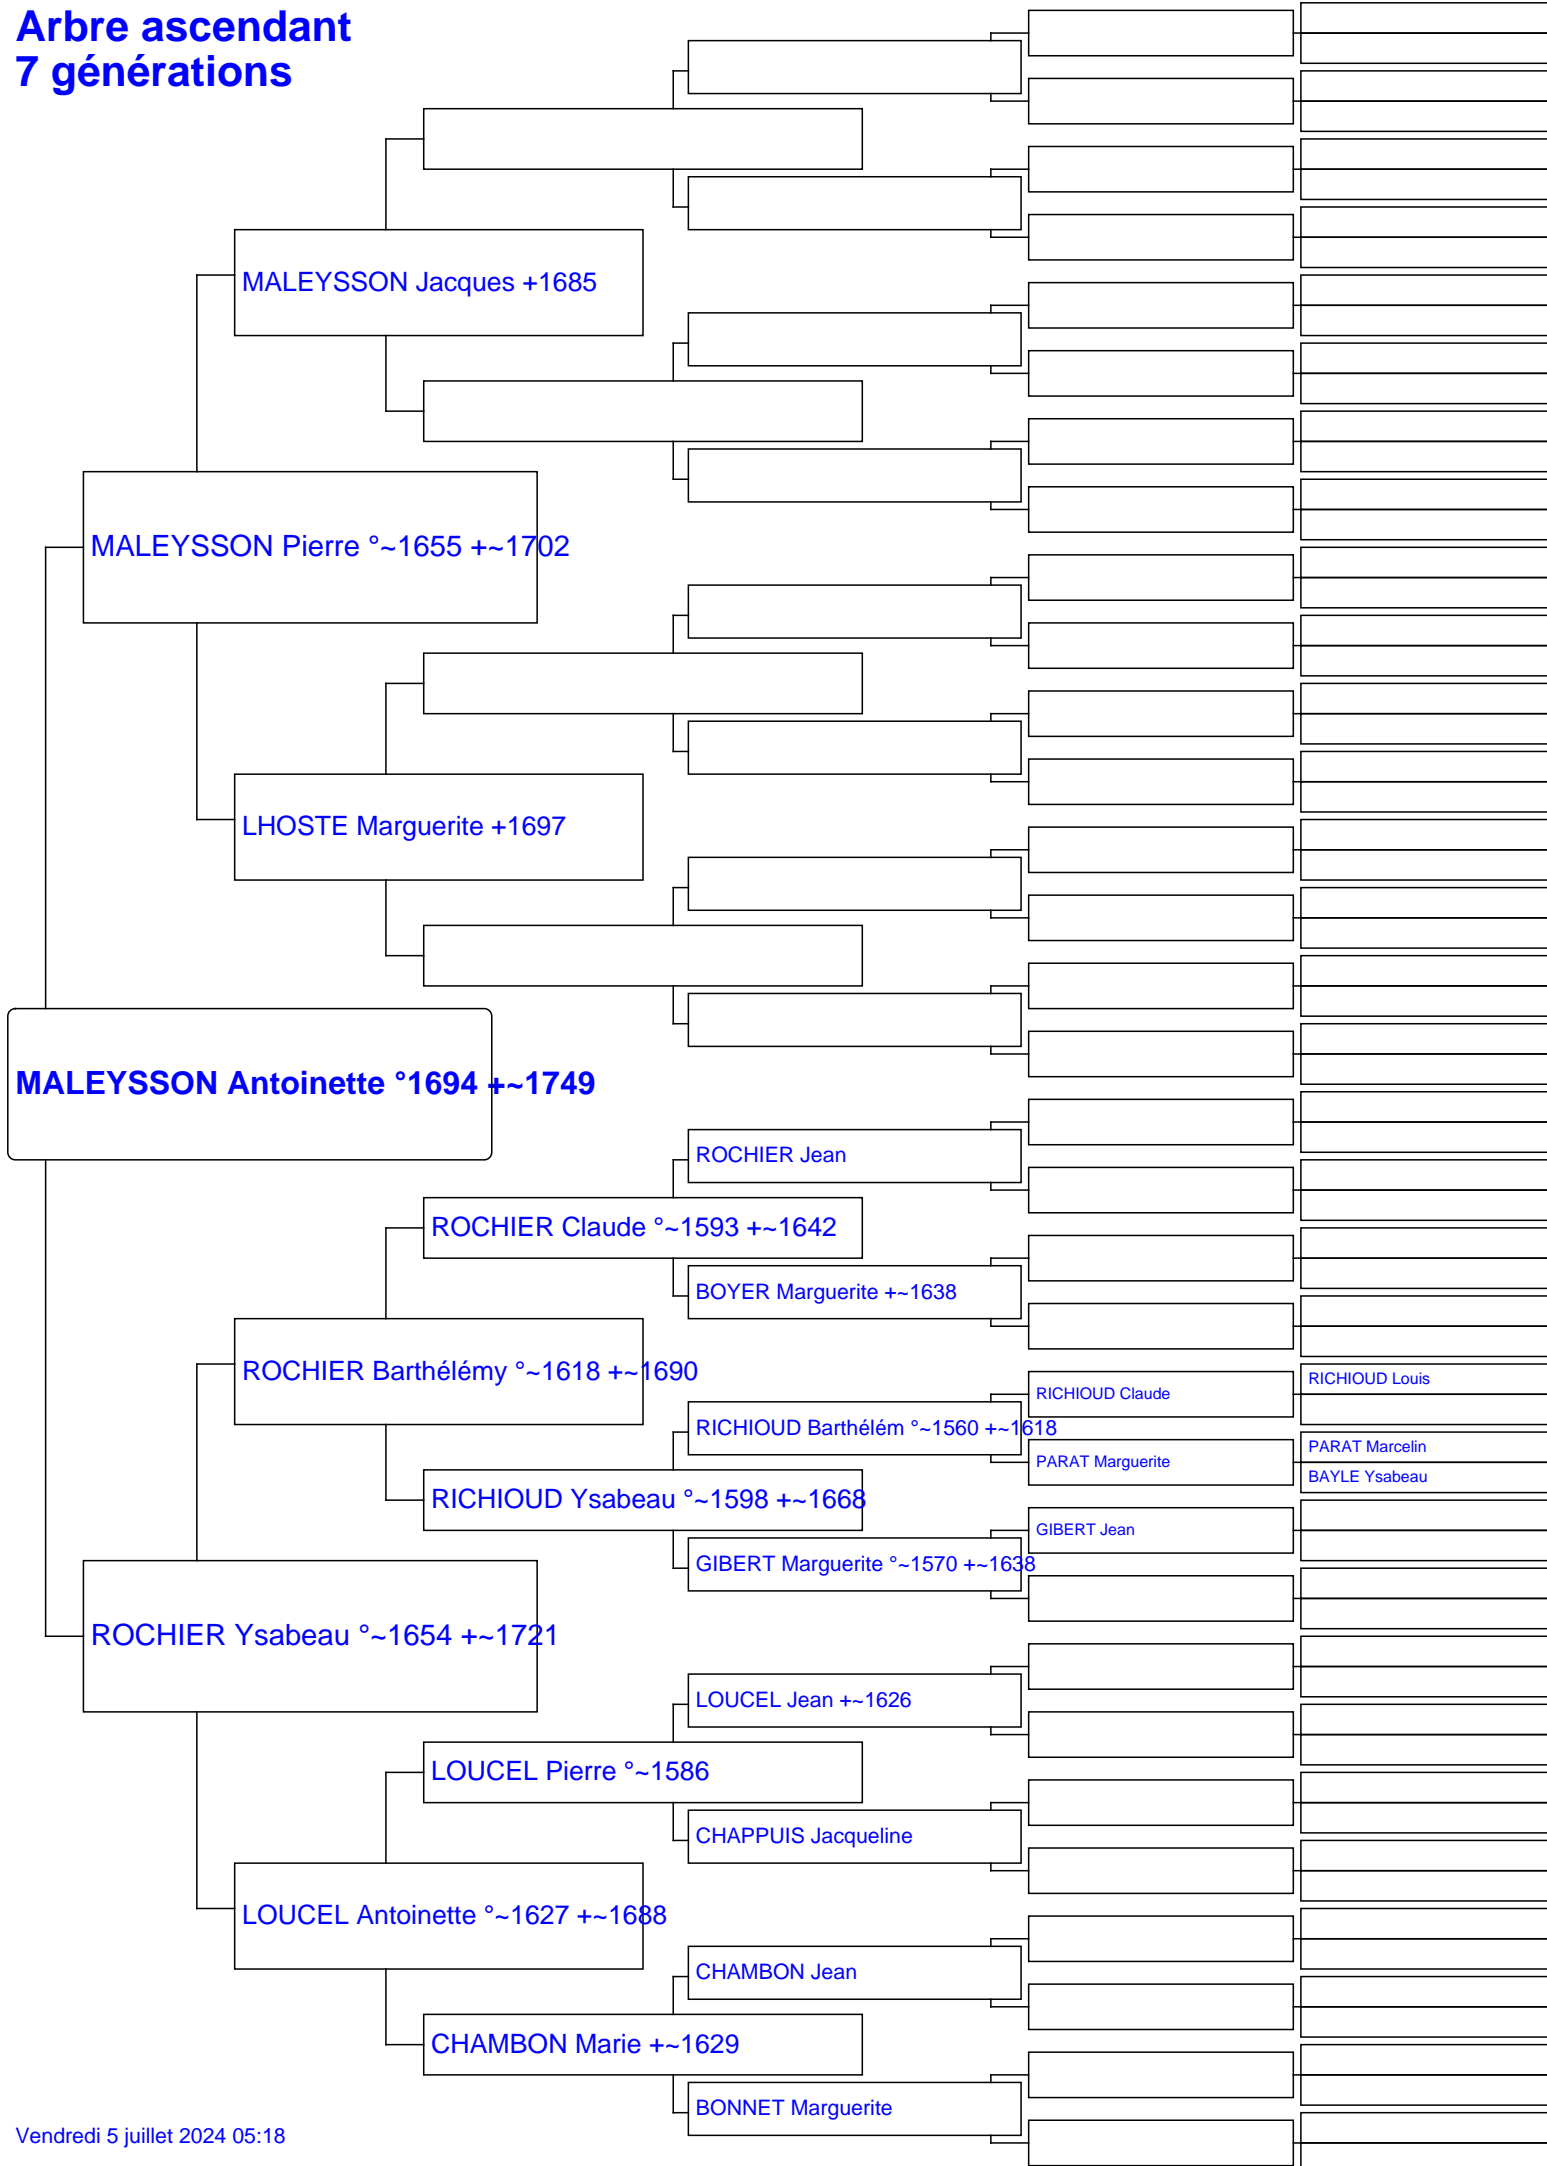 Arbre ascendant
7 générations
MALEYSSON Jacques +1685
MALEYSSON Pierre °~1655 +~1702
LHOSTE Marguerite +1697
MALEYSSON Antoinette °1694 +~1749
ROCHIER Jean
ROCHIER Claude °~1593 +~1642
BOYER Marguerite +~1638
ROCHIER Barthélémy °~1618 +~1690
RICHIOUD Louis
RICHIOUD Claude
RICHIOUD Barthélém °~1560 +~1618
PARAT Marcelin
PARAT Marguerite
BAYLE Ysabeau
RICHIOUD Ysabeau °~1598 +~1668
GIBERT Jean
GIBERT Marguerite °~1570 +~1638
ROCHIER Ysabeau °~1654 +~1721
LOUCEL Jean +~1626
LOUCEL Pierre °~1586
CHAPPUIS Jacqueline
LOUCEL Antoinette °~1627 +~1688
CHAMBON Jean
CHAMBON Marie +~1629
BONNET Marguerite
Vendredi 5 juillet 2024 05:18